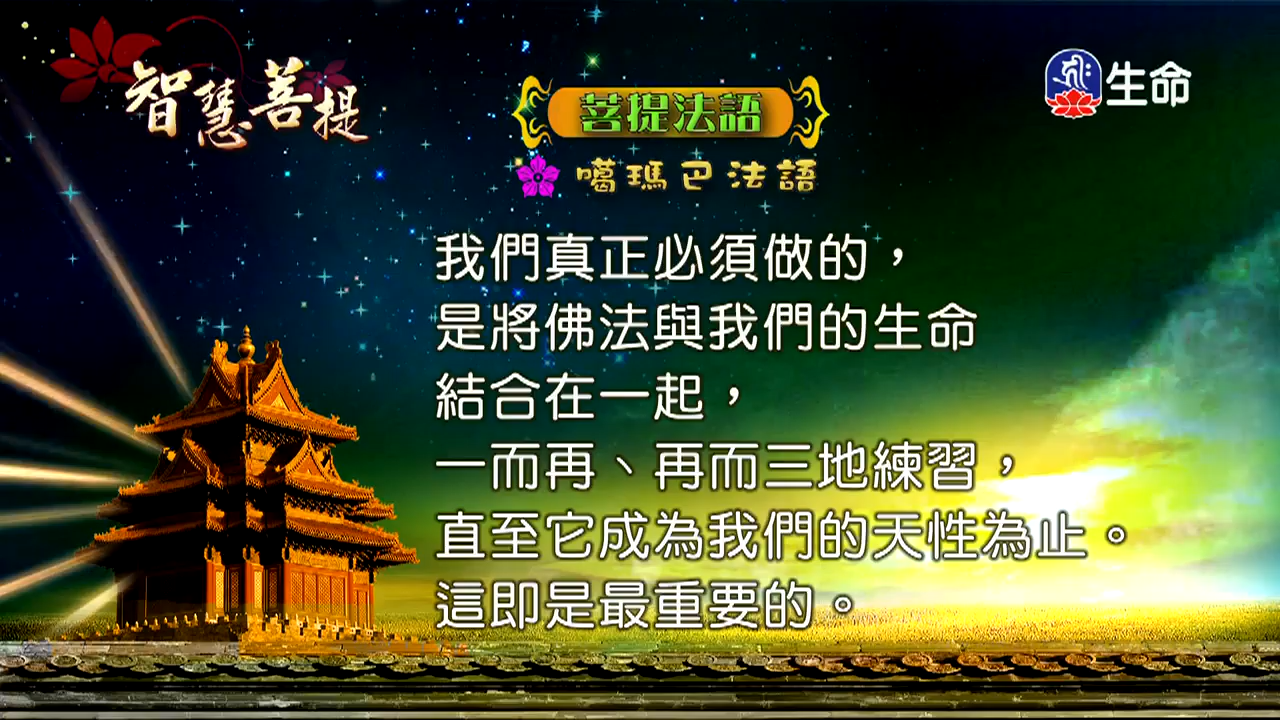 智慧菩提
生命
菩提法語
噶瑪巴法語
我們真正必須做的，
是將佛法與我們的生命
結合在一起，
一而再、再而三地練習，
直至它成為我們的天性為止。
這即是最重要的。